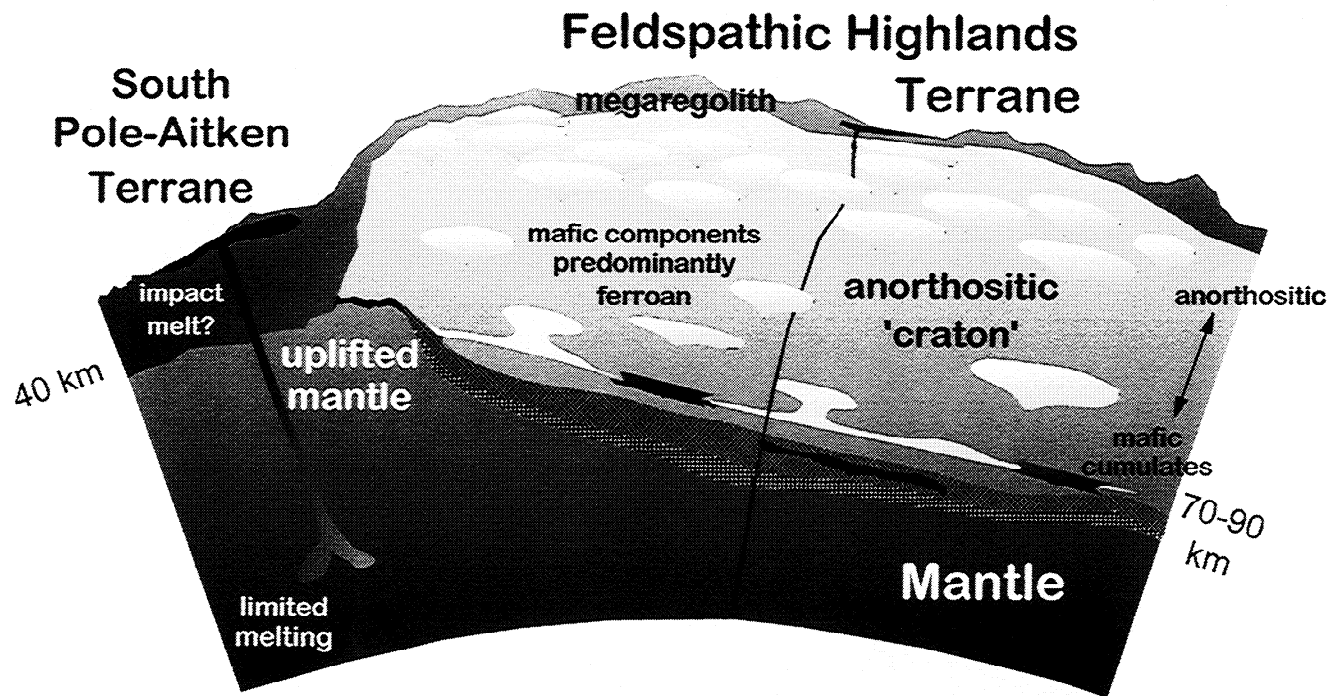 Feldspathic Highlands
Terrane
South
Pole-Aitken
Terrane
megaregolith
mafic components
predominantly
ferroan
anorthositic
'craton'
anorthositic
mafic
cumulates
impact
melt?
uplifted
mantle
40 km
70-90
km
Mantle
limited
melting